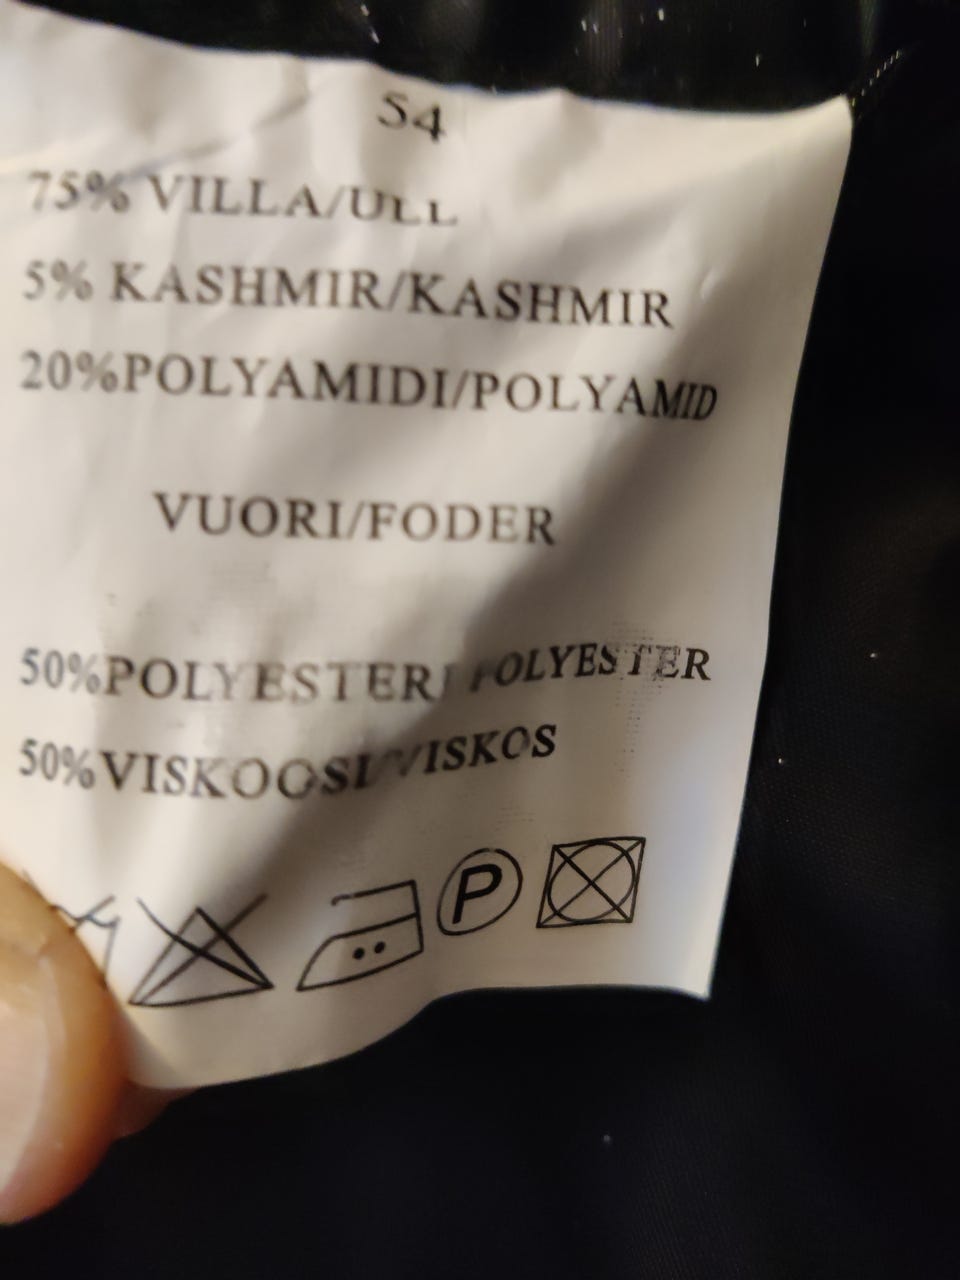 54
75% VILLA/ULL
5% KASHMIR/KASHMIR
20%POLYAMIDI/POLYAMID
VUORI/FODER
50%POLYESTERI/POLYESTER
50%VISKOOSI/VISKOS
P